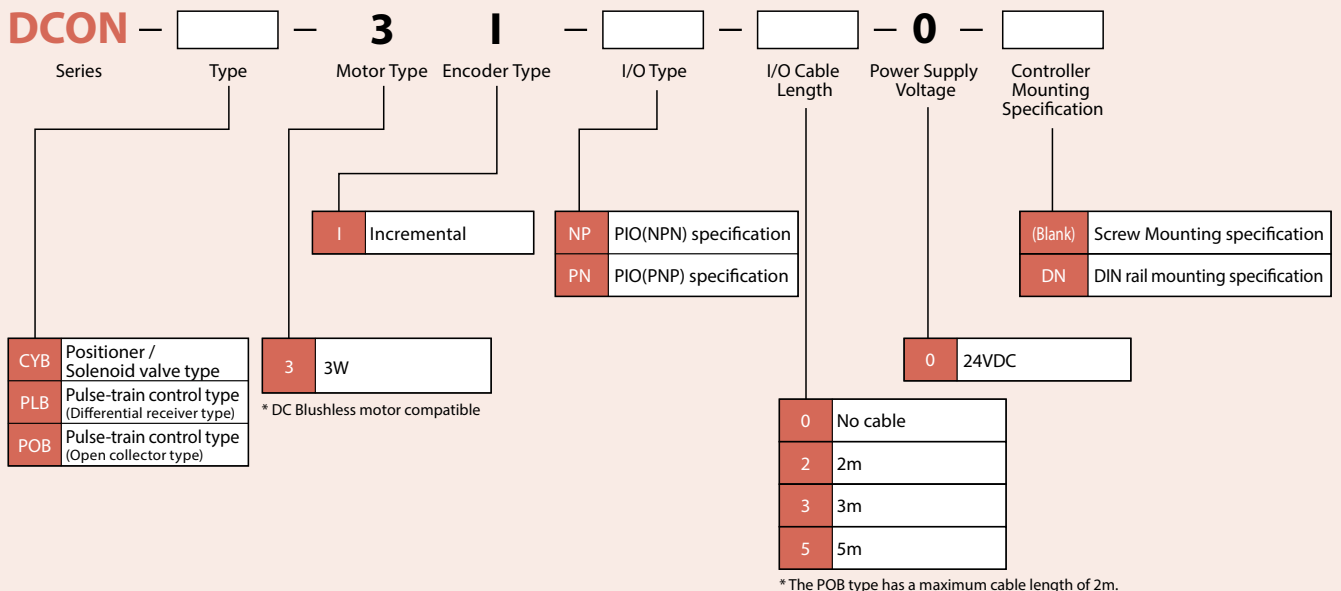 DCON – – 3 I – – – 0 –
Series
Type
Motor Type
Encoder Type
I/O Type
I/O Cable
Length
Power Supply
Voltage
Controller
Mounting
Specification
I Incremental
NP PIO(NPN) specification
PN PIO(PNP) specification
(Blank) Screw Mounting specification
DN DIN rail mounting specification
CYB Positioner /
Solenoid valve type
PLB Pulse-train control type
(Differential receiver type)
POB Pulse-train control type
(Open collector type)
3 3W
* DC Blushless motor compatible
0 24VDC
0 No cable
2 2m
3 3m
5 5m
* The POB type has a maximum cable length of 2m.